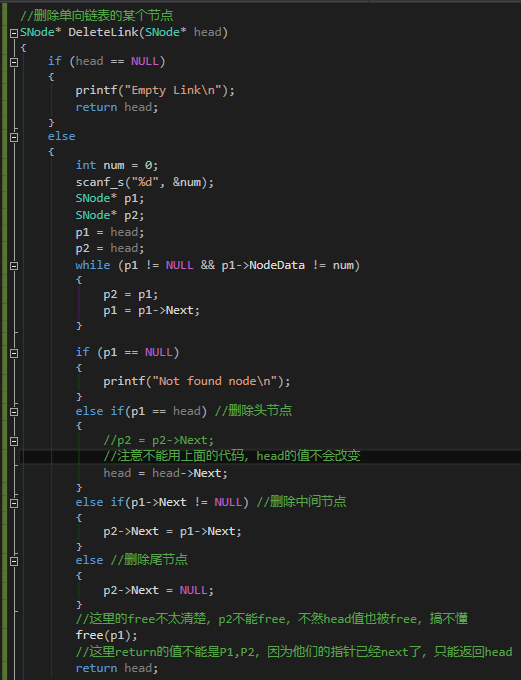 //删除单向链表的某个节点
SNode* DeleteLink(SNode* head)
{
    if (head == NULL)
    {
        printf("Empty Link\n");
        return head;
    }
    else
    {
        int num = 0;
        scanf_s("%d", &num);
        SNode* p1;
        SNode* p2;
        p1 = head;
        p2 = head;
        while (p1 != NULL && p1->NodeData != num)
        {
            p2 = p1;
            p1 = p1->Next;
        }

        if (p1 == NULL)
        {
            printf("Not found node\n");
        }
        else if(p1 == head) //删除头节点
        {
            //p2 = p2->Next;
            //注意不能用上面的代码，head的值不会改变
            head = head->Next;
        }
        else if(p1->Next != NULL) //删除中间节点
        {
            p2->Next = p1->Next;
        }
        else //删除尾节点
        {
            p2->Next = NULL;
        }
        //这里的free不太清楚，p2不能free，不然head值也被free，搞不懂
        free(p1);
        //这里return的值不能是P1,P2，因为他们的指针已经next了，只能返回head
        return head;